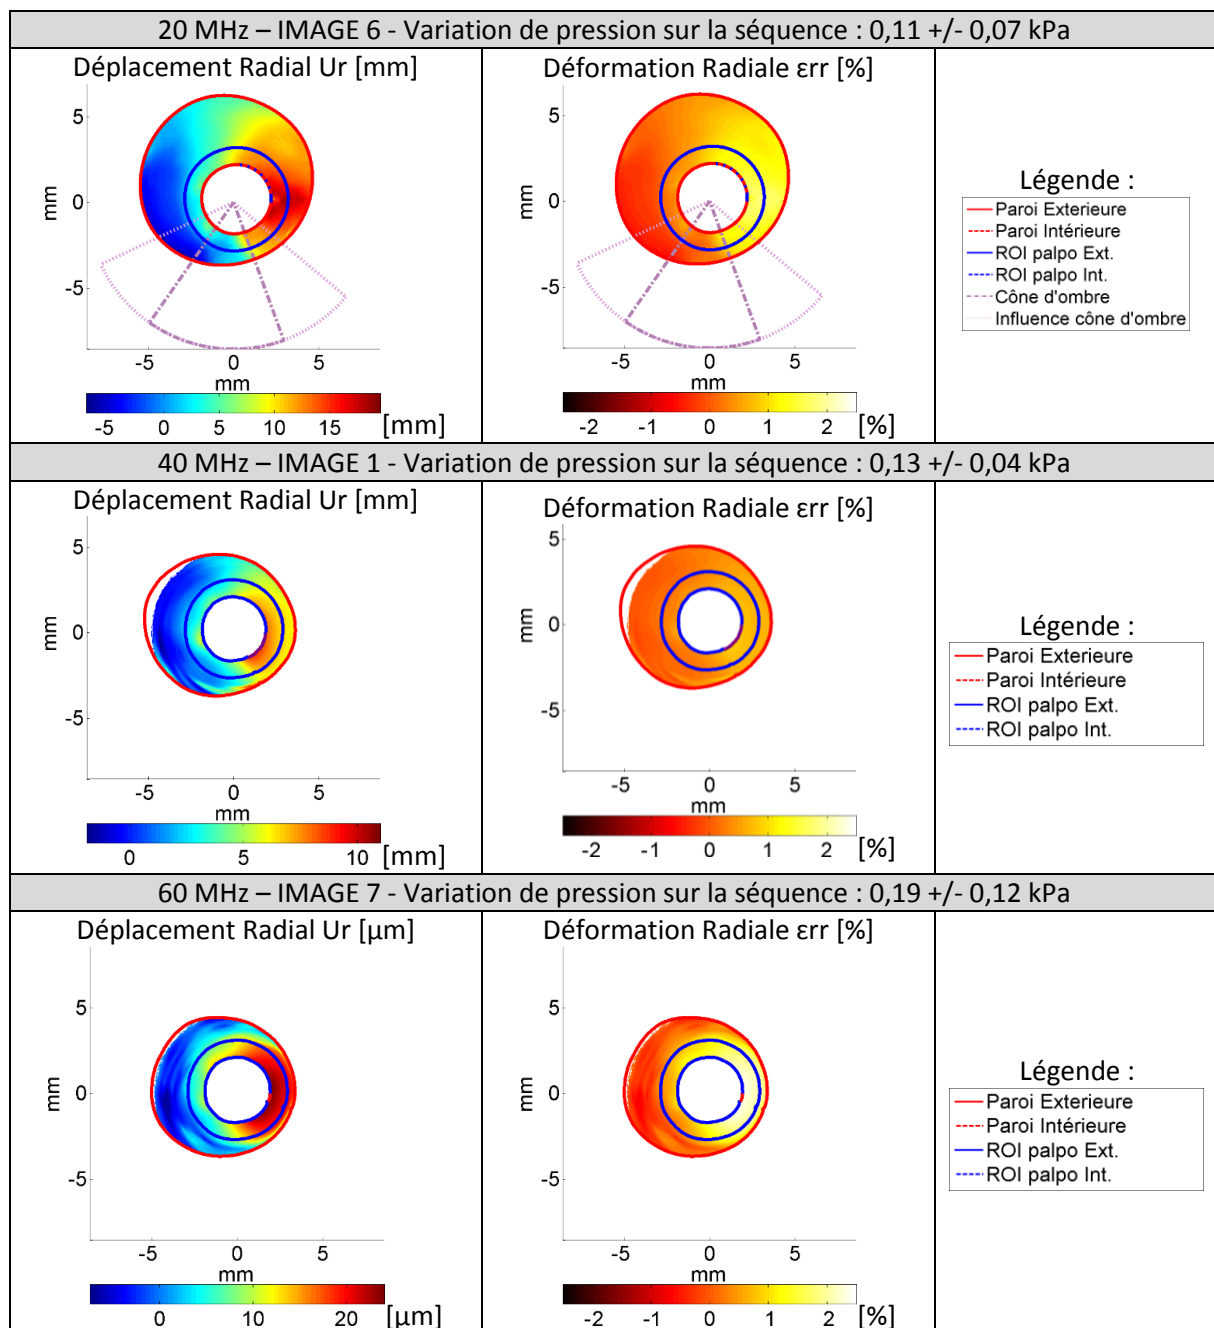 20 MHz – IMAGE 6 - Variation de pression sur la séquence : 0,11 +/- 0,07 kPa
Déplacement Radial Ur [mm]
Déformation Radiale εrr [%]
5
0
-5
mm
-5 0 5
mm
-5 0 5 10 15 [mm]
5
0
-5
mm
-5 0 5
mm
-2 -1 0 1 2 [%]
Légende :
Paroi Exterieure
Paroi Intérieure
ROI palpo Ext.
ROI palpo Int.
Cône d'ombre
Influence cône d'ombre
40 MHz – IMAGE 1 - Variation de pression sur la séquence : 0,13 +/- 0,04 kPa
Déplacement Radial Ur [mm]
Déformation Radiale εrr [%]
5
0
-5
mm
-5 0 5
mm
0 5 10 [mm]
5
0
-5
mm
-5 0 5
mm
-2 -1 0 1 2 [%]
Légende :
Paroi Exterieure
Paroi Intérieure
ROI palpo Ext.
ROI palpo Int.
60 MHz – IMAGE 7 - Variation de pression sur la séquence : 0,19 +/- 0,12 kPa
Déplacement Radial Ur [µm]
Déformation Radiale εrr [%]
5
0
-5
mm
-5 0 5
mm
0 10 20 [µm]
5
0
-5
mm
-5 0 5
mm
-2 -1 0 1 2 [%]
Légende :
Paroi Exterieure
Paroi Intérieure
ROI palpo Ext.
ROI palpo Int.